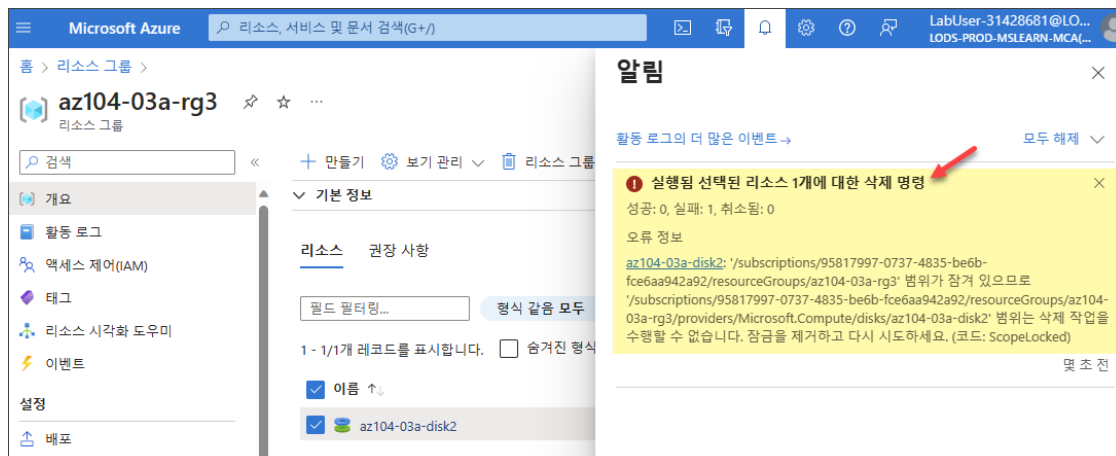 Microsoft Azure
리소스, 서비스 및 문서 검색(G+/)
LabUser-31428681@LO...
LODS-PROD-MSLEARN-MCA(...
홈 > 리소스 그룹 >
az104-03a-rg3
리소스 그룹
검색
개요
활동 로그
액세스 제어(IAM)
태그
리소스 시각화 도우미
이벤트
설정
배포
만들기 보기 관리 리소스 그룹
기본 정보
리소스 권장 사항
필드 필터링... 형식 같음 모두
1 - 1/1개 레코드를 표시합니다. 숨겨진 형식
이름 ↑↓
az104-03a-disk2
알림
활동 로그의 더 많은 이벤트→ 모두 해제
실행됨 선택된 리소스 1개에 대한 삭제 명령
성공: 0, 실패: 1, 취소됨: 0
오류 정보
az104-03a-disk2: '/subscriptions/95817997-0737-4835-be6b-
fce6aa942a92/resourceGroups/az104-03a-rg3' 범위가 잠겨 있으므로
'/subscriptions/95817997-0737-4835-be6b-fce6aa942a92/resourceGroups/az104-
03a-rg3/providers/Microsoft.Compute/disks/az104-03a-disk2' 범위는 삭제 작업을
수행할 수 없습니다. 잠금을 제거하고 다시 시도하세요. (코드: ScopeLocked)
몇 초 전